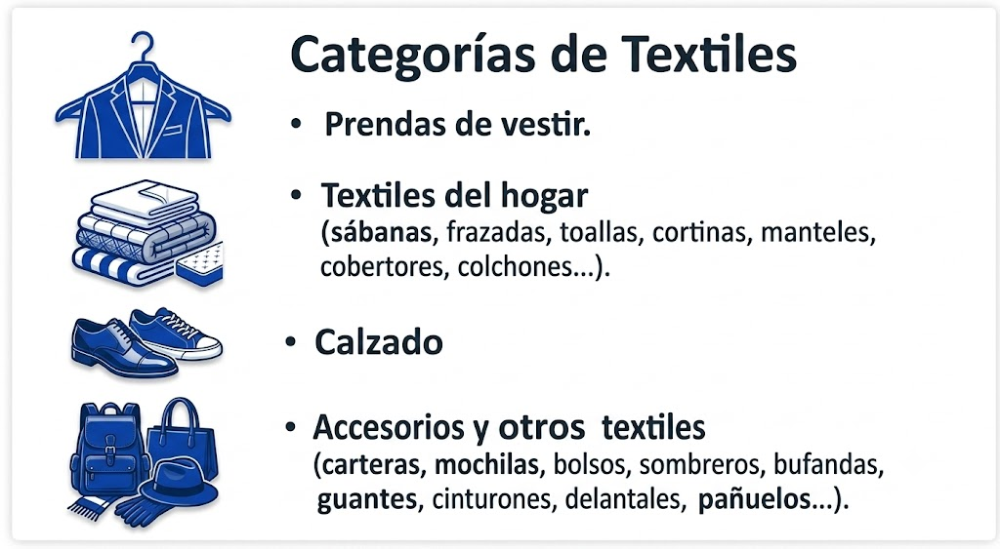 Categorías de Textiles
• Prendas de vestir.
• Textiles del hogar
(sábanas, frazadas, toallas, cortinas, manteles,
cobertores, colchones...).
• Calzado
• Accesorios y otros textiles
(carteras, mochilas, bolsos, sombreros, bufandas,
guantes, cinturones, delantales, pañuelos...).